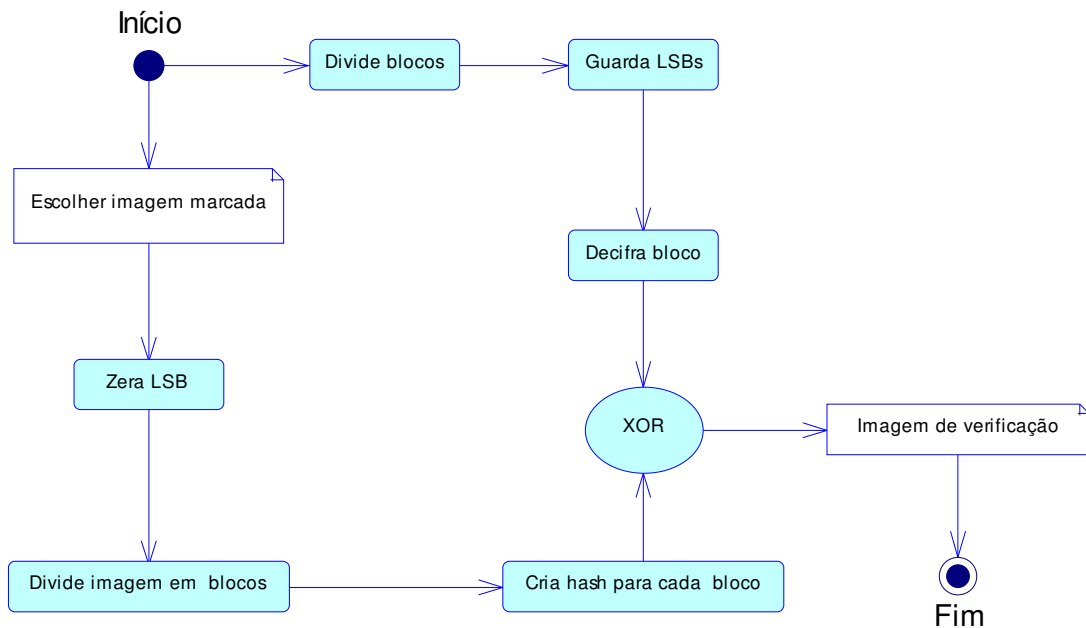 Início
Divide blocos
Guarda LSBs
Escolher imagem marcada
Decifra bloco
Zera LSB
XOR
Imagem de verificação
Divide imagem em blocos
Cria hash para cada bloco
Fim